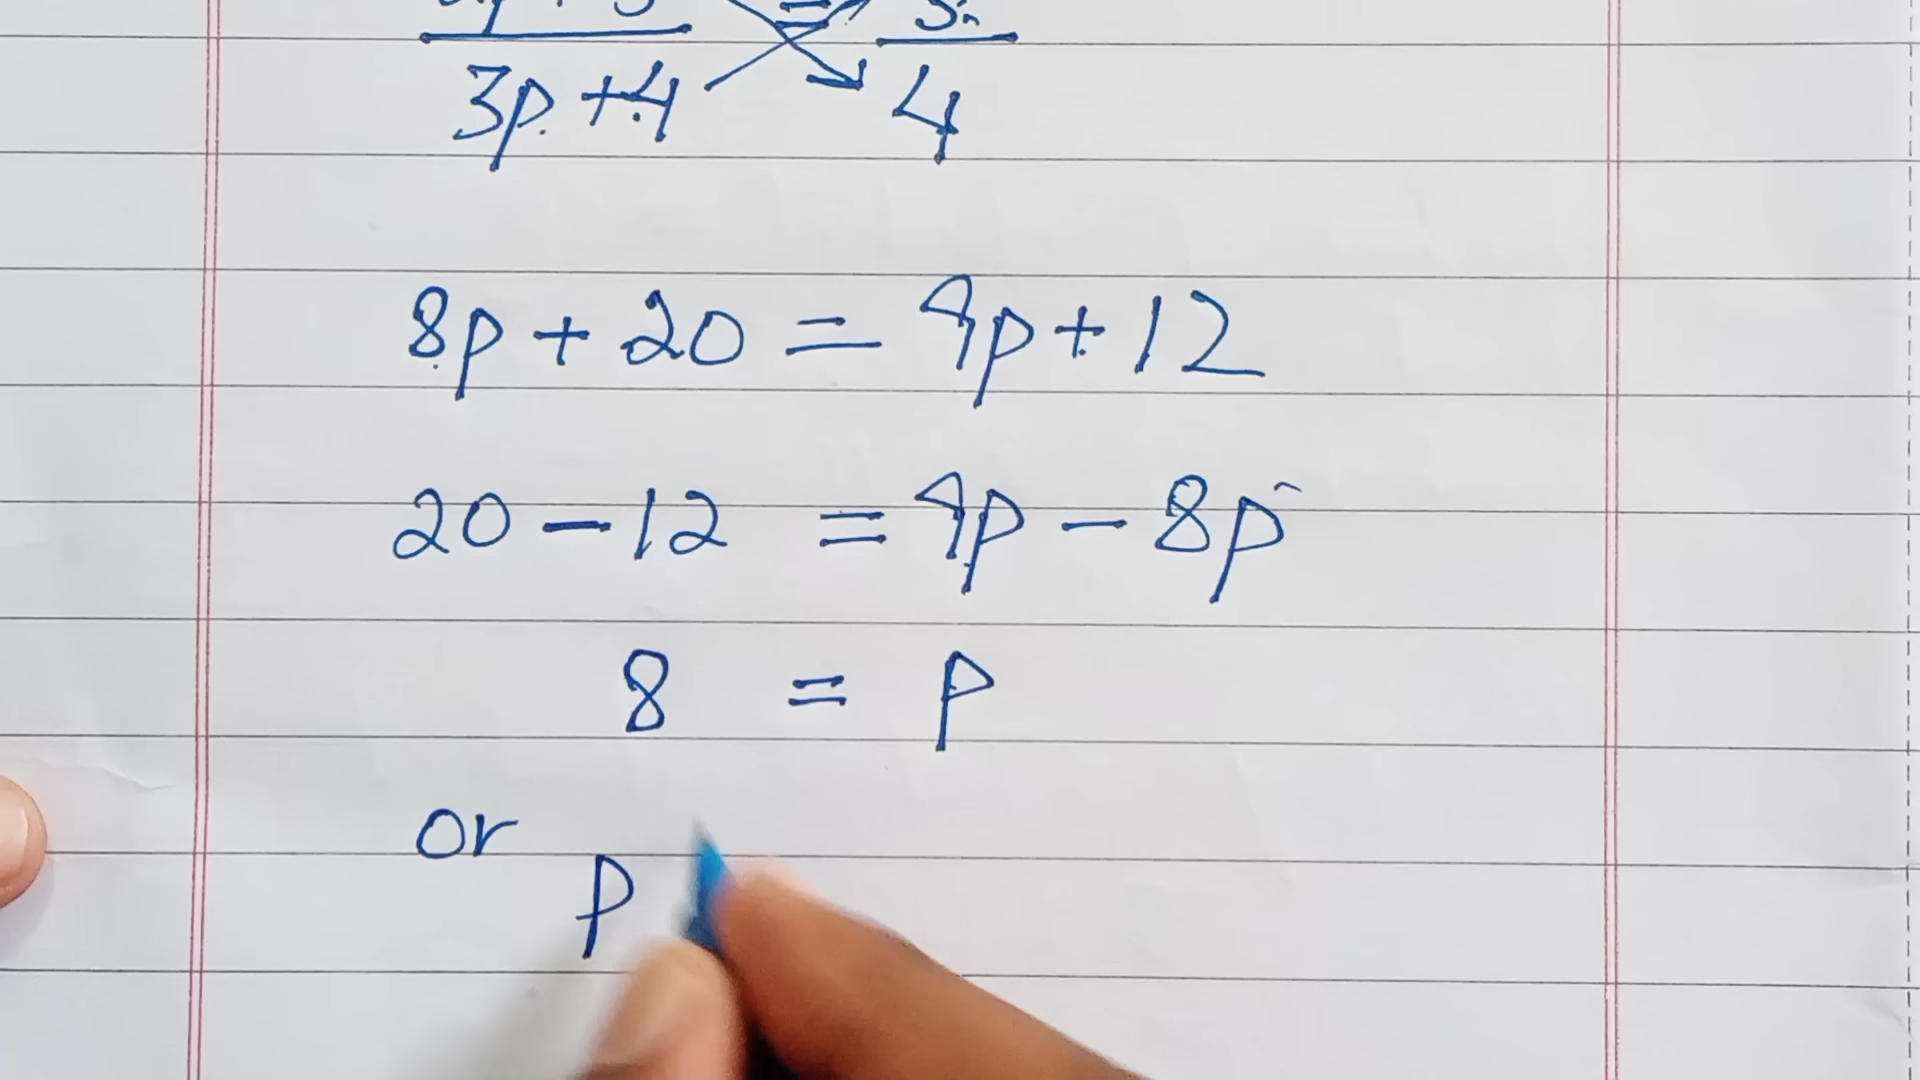 3p + 4 4
8p + 20 = 9p + 12
20 - 12 = 9p - 8p
8 = p
or
p